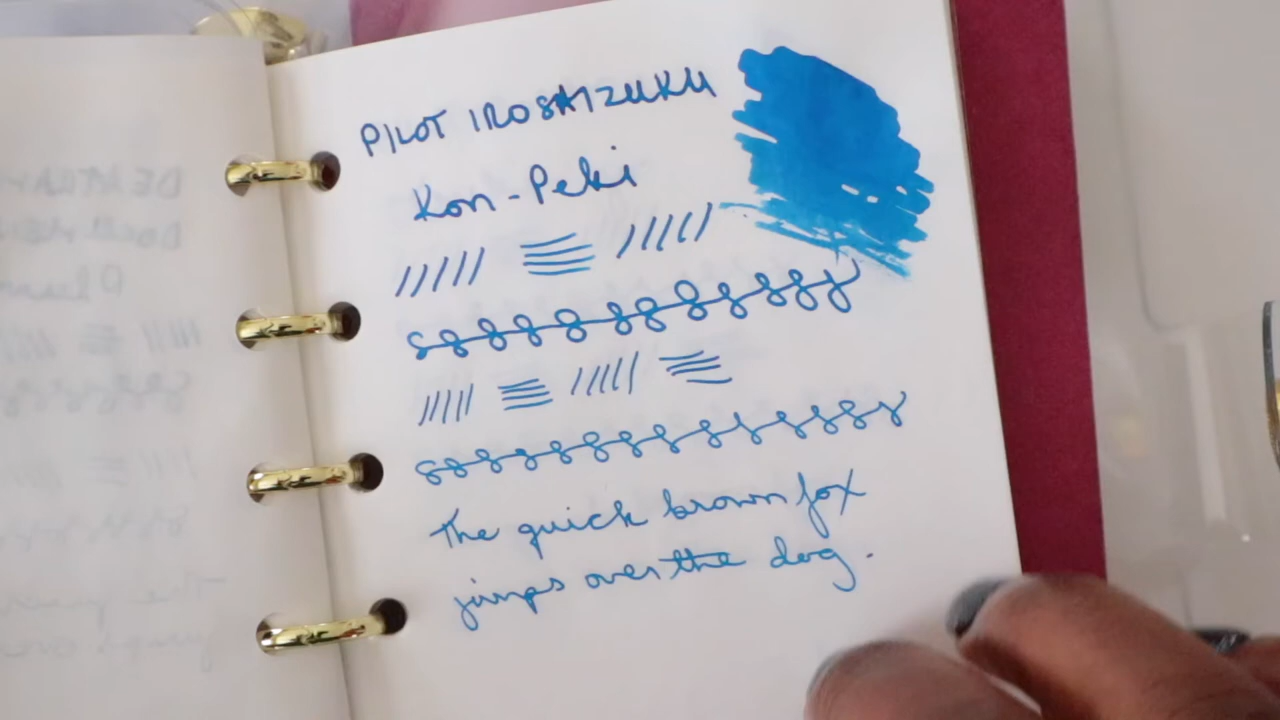 PILOT IROSHIZUKU
Kon-Peki
The quick brown fox
jumps over the dog.